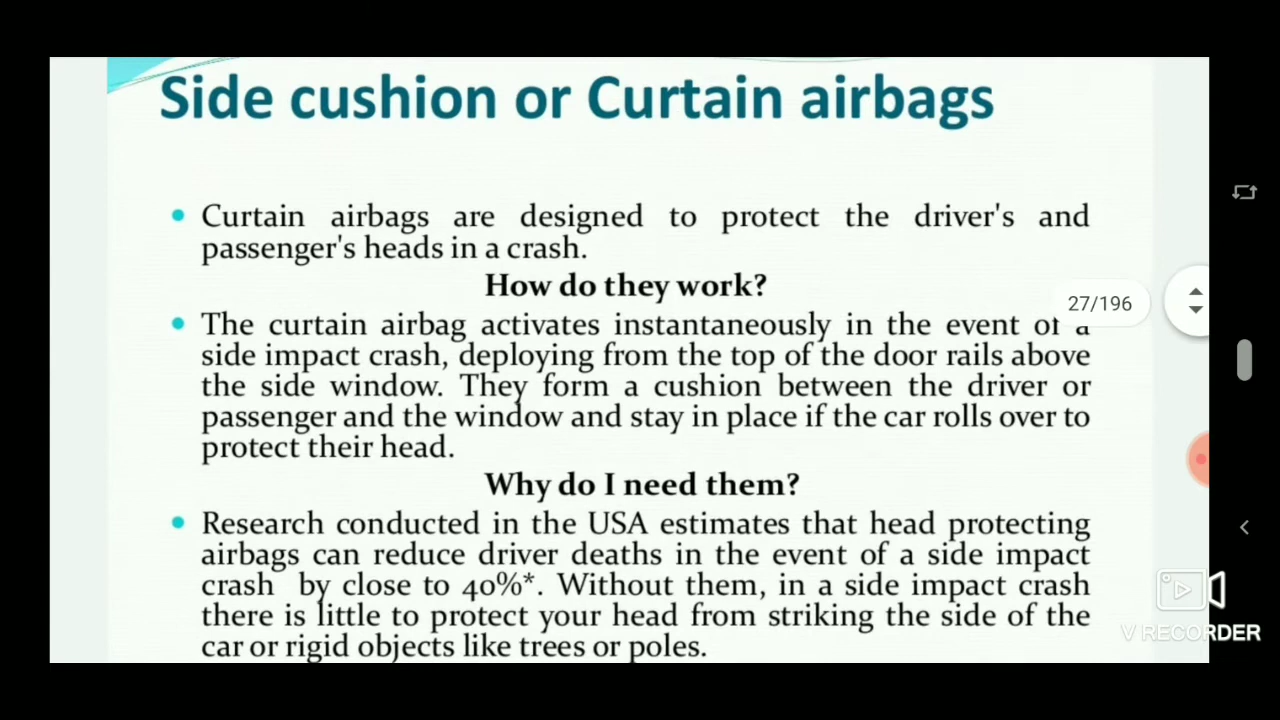 Side cushion or Curtain airbags
• Curtain airbags are designed to protect the driver's and
passenger's heads in a crash.
How do they work?
27/196
• The curtain airbag activates instantaneously in the event of a
side impact crash, deploying from the top of the door rails above
the side window. They form a cushion between the driver or
passenger and the window and stay in place if the car rolls over to
protect their head.
Why do I need them?
• Research conducted in the USA estimates that head protecting
airbags can reduce driver deaths in the event of a side impact
crash by close to 40%*. Without them, in a side impact crash
there is little to protect your head from striking the side of the
car or rigid objects like trees or poles.
V RECORDER